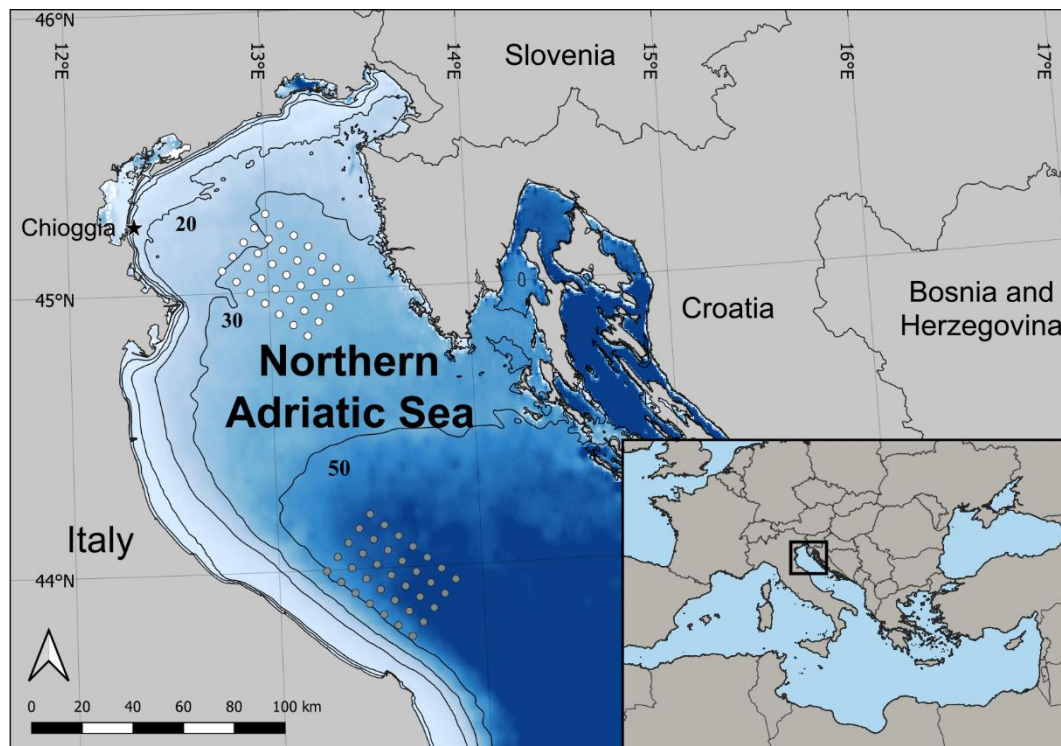 46°N
12°E
13°E
14°E
15°E
16°E
17°E
Slovenia
20
Chioggia
45°N
30
Croatia
Bosnia and
Herzegovina
Northern
Adriatic Sea
50
Italy
44°N
0 20 40 60 80 100 km